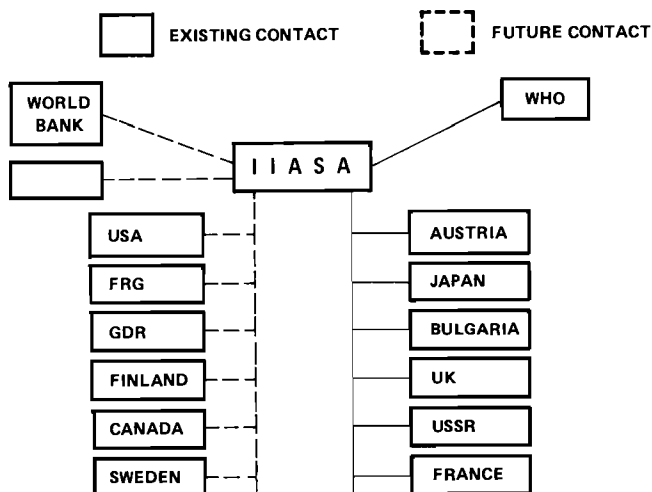 EXISTING CONTACT
FUTURE CONTACT
WORLD
BANK
WHO
I I A S A
USA
AUSTRIA
FRG
JAPAN
GDR
BULGARIA
FINLAND
UK
CANADA
USSR
SWEDEN
FRANCE